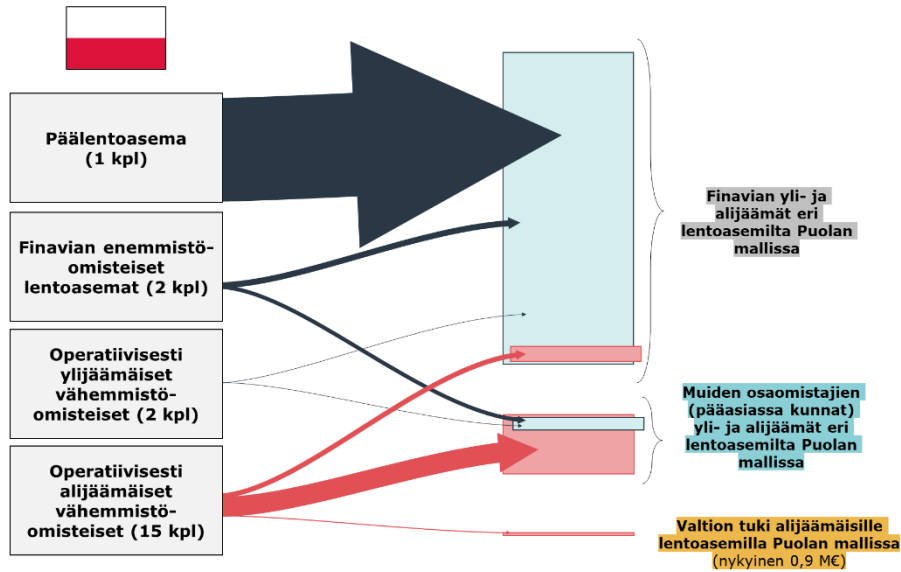 Päälentoasema
(1 kpl)
Finavian enemmistö-
omisteiset
lentoasemat (2 kpl)
Operatiivisesti
ylijäämäiset
vähemmistö-
omisteiset (2 kpl)
Operatiivisesti
alijäämäiset
vähemmistö-
omisteiset (15 kpl)
Finavian yli- ja
alijäämät eri
lentoasemilta Puolan
mallissa
Muiden osaomistajien
(pääasiassa kunnat)
yli- ja alijäämät eri
lentoasemilta Puolan
mallissa
Valtion tuki alijäämäisille
lentoasemilla Puolan mallissa
(nykyinen 0,9 M€)